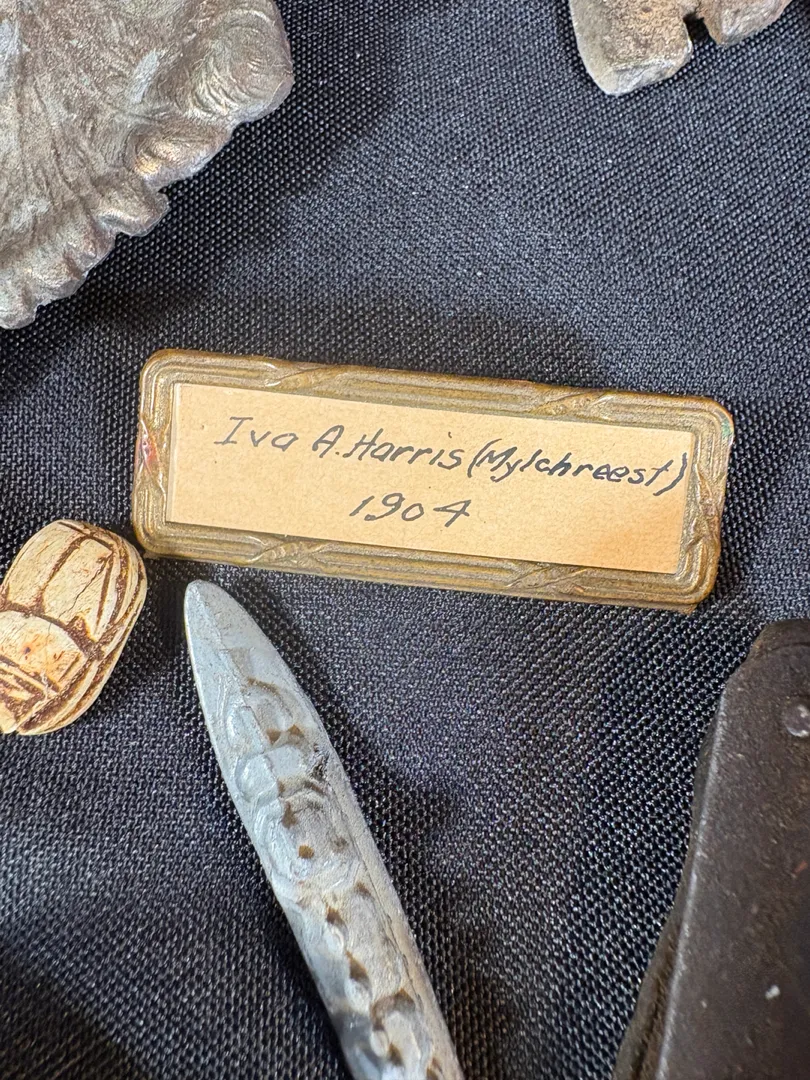 Iva A. Harris (Mylchreest)
1904